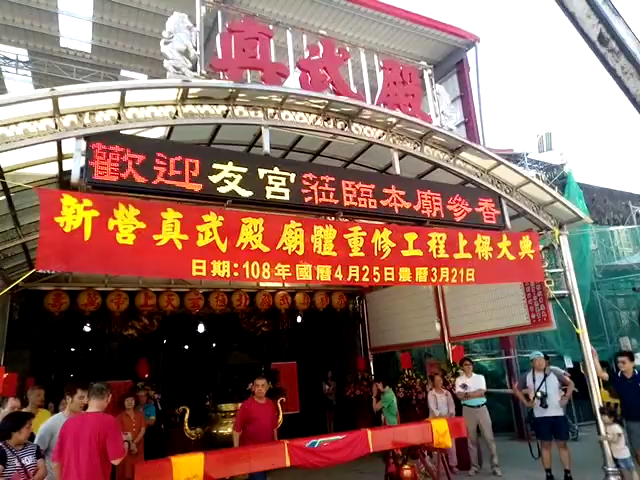 真武殿
歡迎友宮蒞臨本廟參香
新營真武殿廟體重修工程上樑大典
日期:108年國曆4月25日農曆3月21日